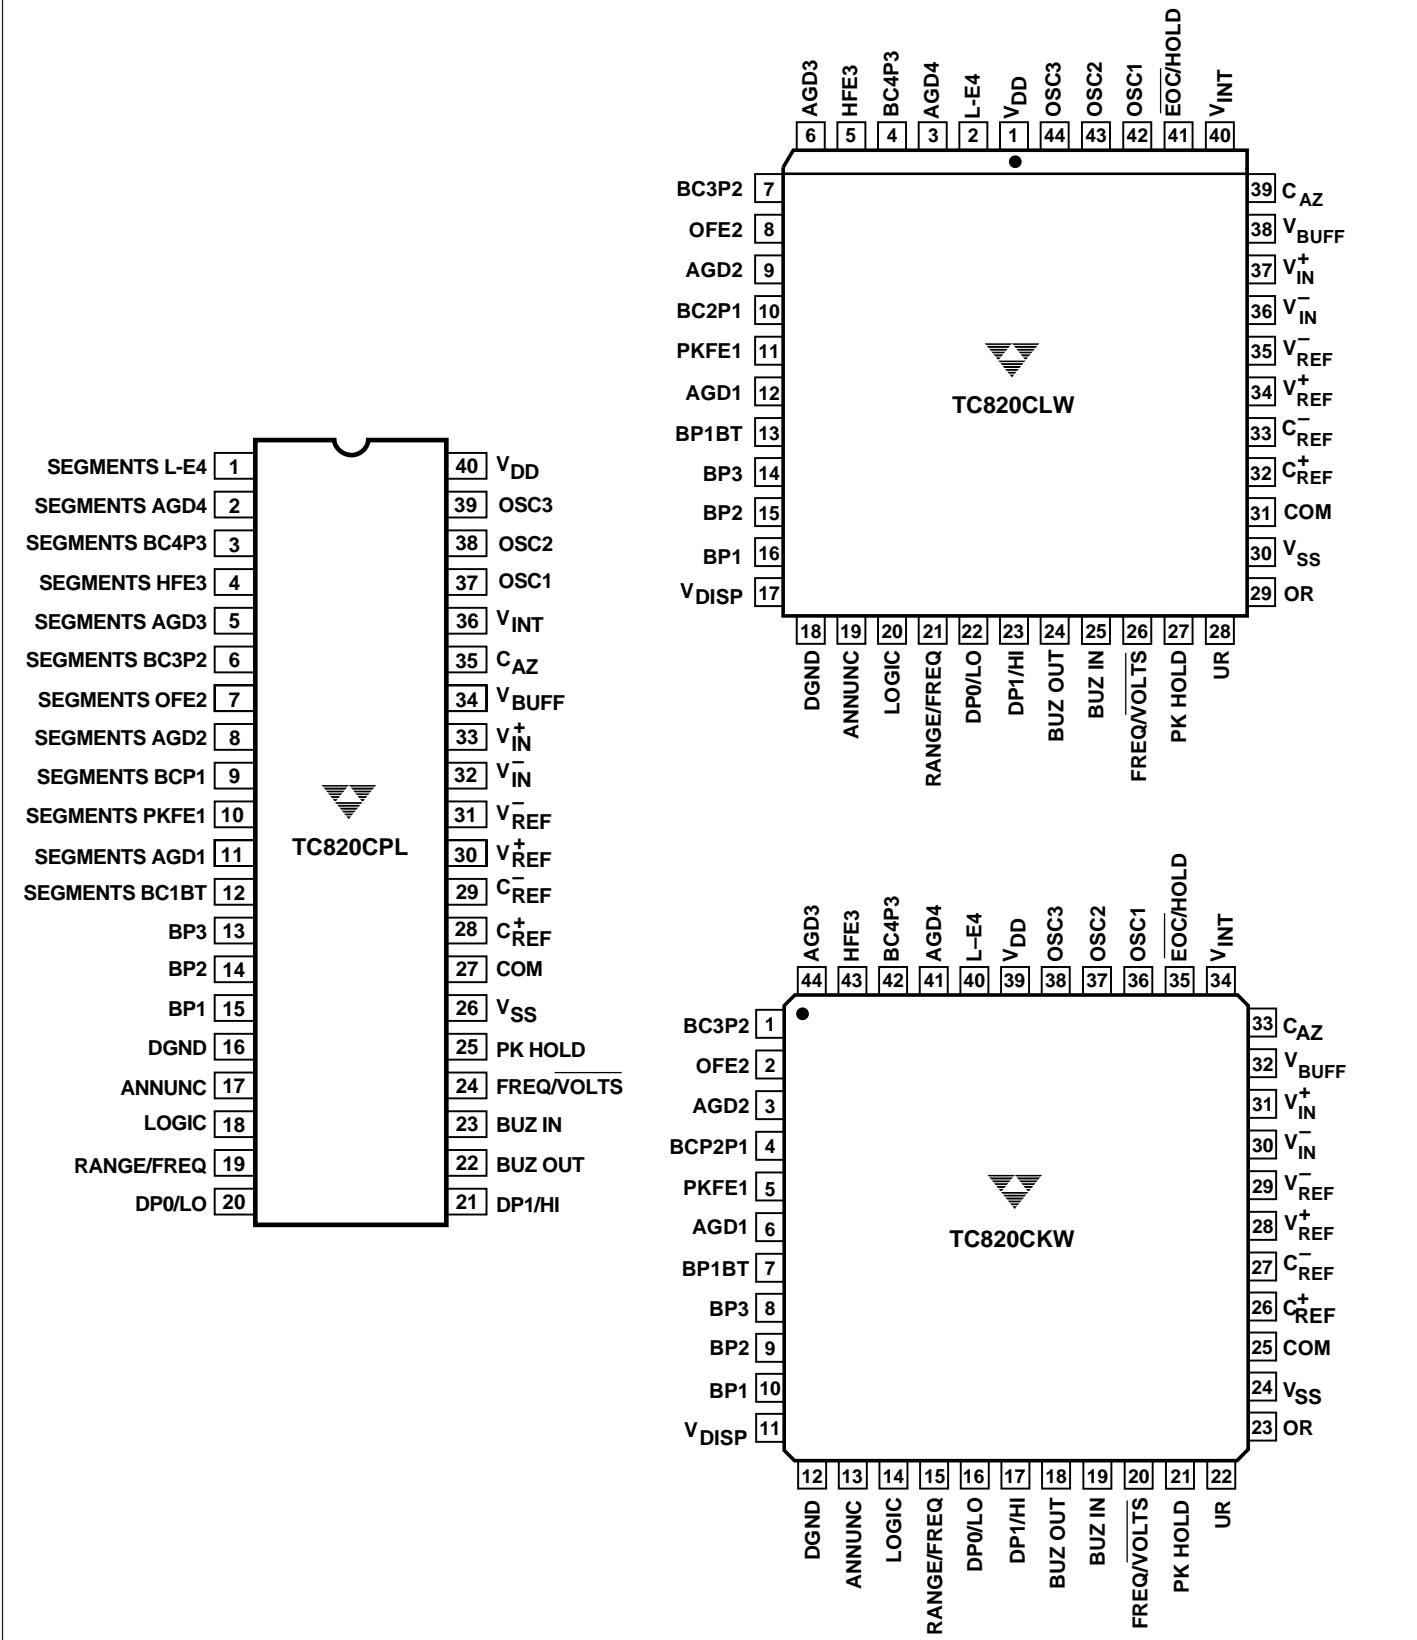 SEGMENTS L-E4 1
SEGMENTS AGD4 2
SEGMENTS BC4P3 3
SEGMENTS HFE3 4
SEGMENTS AGD3 5
SEGMENTS BC3P2 6
SEGMENTS OFE2 7
SEGMENTS AGD2 8
SEGMENTS BCP1 9
SEGMENTS PKFE1 10
SEGMENTS AGD1 11
SEGMENTS BC1BT 12
BP3 13
BP2 14
BP1 15
DGND 16
ANNUNC 17
LOGIC 18
RANGE/FREQ 19
DP0/LO 20
TC820CPL
40 VDD
39 OSC3
38 OSC2
37 OSC1
36 VINT
35 CAZ
34 VBUFF
33 V+IN
32 V–IN
31 V–REF
30 V+REF
29 C–REF
28 C+REF
27 COM
26 VSS
25 PK HOLD
24 FREQ/VOLTS
23 BUZ IN
22 BUZ OUT
21 DP1/HI
AGD3 6
HFE3 5
BC4P3 4
AGD4 3
L-E4 2
VDD 1
OSC3 44
OSC2 43
OSC1 42
EOC/HOLD 41
VINT 40
BC3P2 7
OFE2 8
AGD2 9
BC2P1 10
PKFE1 11
AGD1 12
BP1BT 13
BP3 14
BP2 15
BP1 16
VDISP 17
TC820CLW
39 CAZ
38 VBUFF
37 V+IN
36 V–IN
35 V–REF
34 V+REF
33 C–REF
32 C+REF
31 COM
30 VSS
29 OR
18 DGND
19 ANNUNC
20 LOGIC
21 RANGE/FREQ
22 DP0/LO
23 DP1/HI
24 BUZ OUT
25 BUZ IN
26 FREQ/VOLTS
27 PK HOLD
28 UR
AGD3 44
HFE3 43
BC4P3 42
AGD4 41
L–E4 40
VDD 39
OSC3 38
OSC2 37
OSC1 36
EOC/HOLD 35
VINT 34
BC3P2 1
OFE2 2
AGD2 3
BCP2P1 4
PKFE1 5
AGD1 6
BP1BT 7
BP3 8
BP2 9
BP1 10
VDISP 11
TC820CKW
33 CAZ
32 VBUFF
31 V+IN
30 V–IN
29 V–REF
28 V+REF
27 C–REF
26 C+REF
25 COM
24 VSS
23 OR
12 DGND
13 ANNUNC
14 LOGIC
15 RANGE/FREQ
16 DP0/LO
17 DP1/HI
18 BUZ OUT
19 BUZ IN
20 FREQ/VOLTS
21 PK HOLD
22 UR